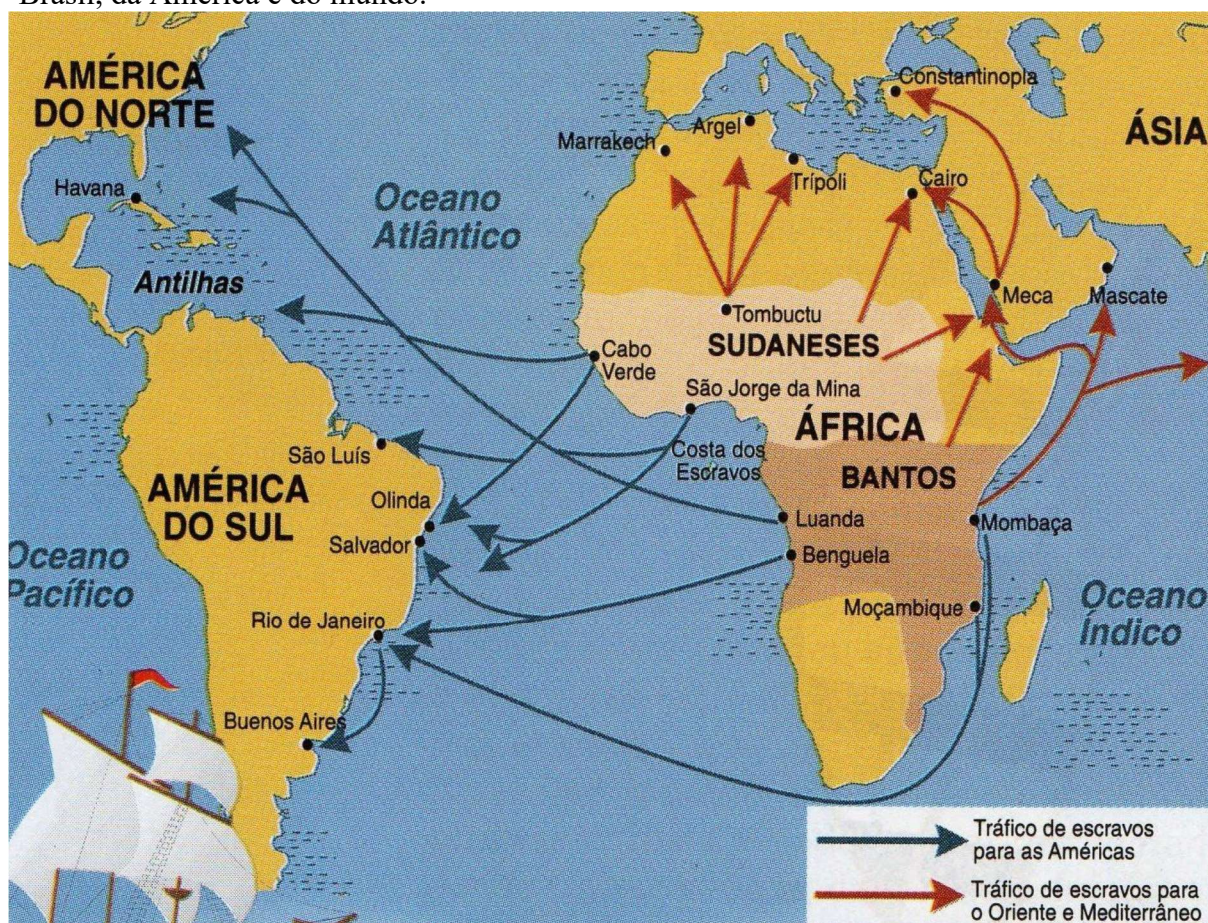 Brasil, da América e do mundo.
AMÉRICA
DO NORTE
Constantinopla
ÁSIA
Argel
Marrakech
Trípoli
Cairo
Havana
Oceano
Atlântico
Antilhas
Meca
Mascate
Tombuctu
SUDANESES
Cabo
Verde
São Jorge da Mina
ÁFRICA
Costa dos
Escravos
BANTOS
São Luís
AMÉRICA
DO SUL
Olinda
Salvador
Luanda
Mombaça
Benguela
Oceano
Pacífico
Moçambique
Oceano
Índico
Rio de Janeiro
Buenos Aires
Tráfico de escravos
para as Américas
Tráfico de escravos para
o Oriente e Mediterrâneo